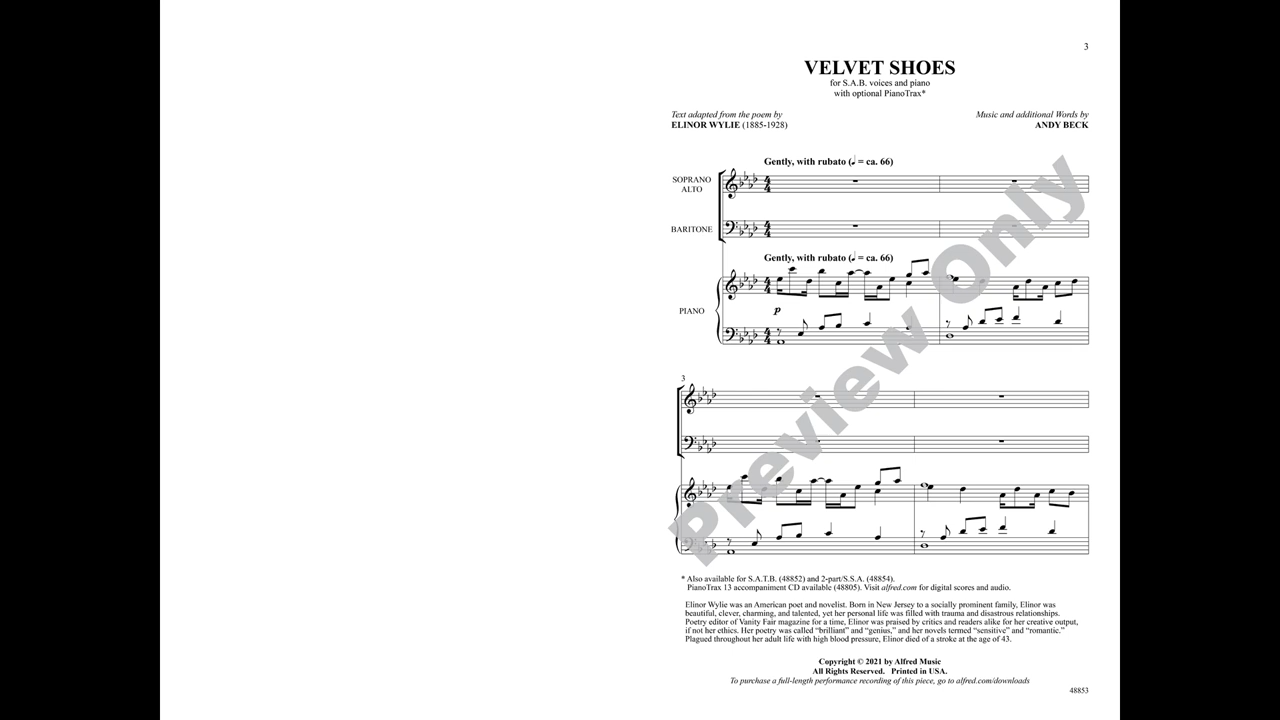 3
VELVET SHOES
for S.A.B. voices and piano
with optional PianoTrax*
Text adapted from the poem by
ELINOR WYLIE (1885-1928)
Music and additional Words by
ANDY BECK
Gently, with rubato (♩ = ca. 66)
SOPRANO
ALTO
BARITONE
Gently, with rubato (♩ = ca. 66)
PIANO
p
3
Preview Only
* Also available for S.A.T.B. (48852) and 2-part/S.S.A. (48854).
PianoTrax 13 accompaniment CD available (48805). Visit alfred.com for digital scores and audio.
Elinor Wylie was an American poet and novelist. Born in New Jersey to a socially prominent family, Elinor was
beautiful, clever, charming, and talented, yet her personal life was filled with trauma and disastrous relationships.
Poetry editor of Vanity Fair magazine for a time, Elinor was praised by critics and readers alike for her creative output,
if not her ethics. Her poetry was called “brilliant” and “genius,” and her novels termed “sensitive” and “romantic.”
Plagued throughout her adult life with high blood pressure, Elinor died of a stroke at the age of 43.
Copyright © 2021 by Alfred Music
All Rights Reserved. Printed in USA.
To purchase a full-length performance recording of this piece, go to alfred.com/downloads
48853